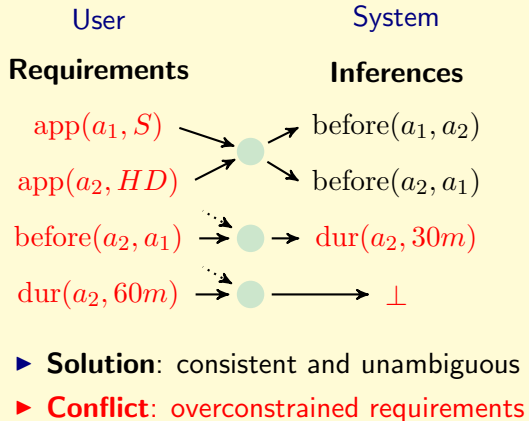 User System
Requirements Inferences
app(a₁, S) before(a₁, a₂)
app(a₂, HD) before(a₂, a₁)
before(a₂, a₁) dur(a₂, 30m)
dur(a₂, 60m) ⊥
▶ Solution: consistent and unambiguous
▶ Conflict: overconstrained requirements